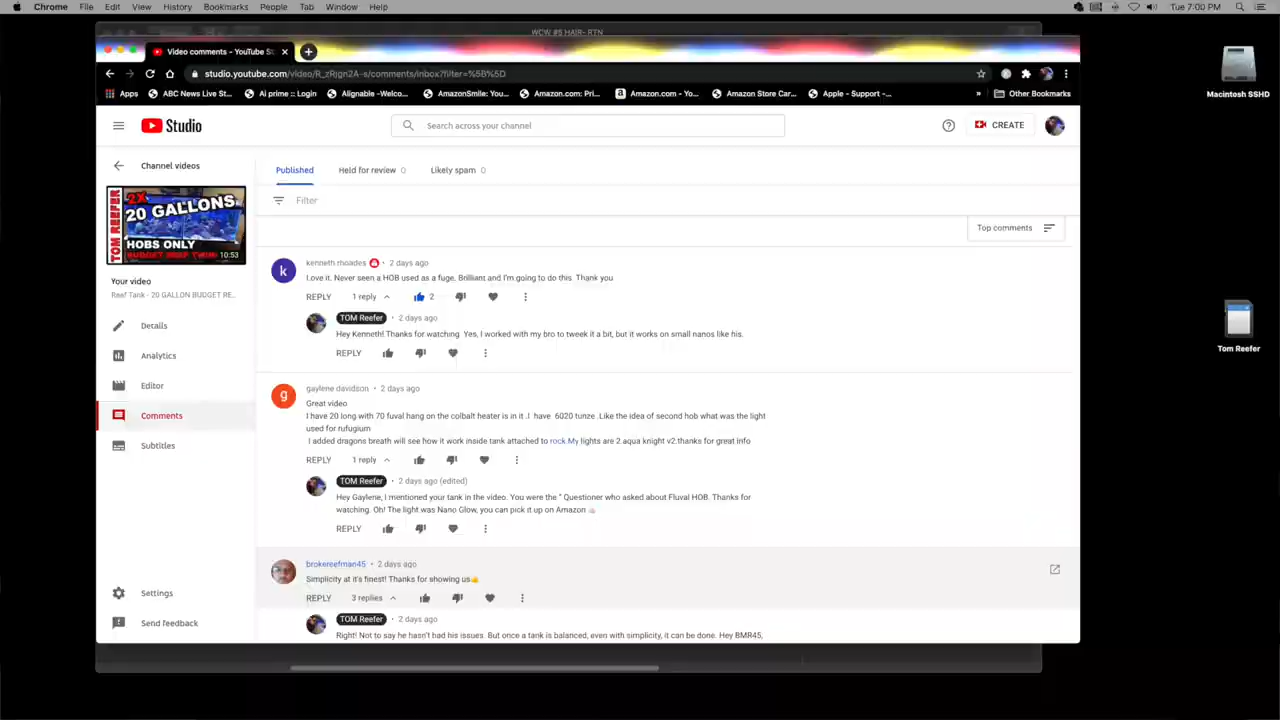 Chrome File Edit View History Bookmarks People Tab Window Help Tue 7:00 PM
WCW #5 HAIR- RTN
Video comments - YouTube St
studio.youtube.com/video/R_zRjgn2A-s/comments/inbox?filter=%5B%5D
Apps ABC News Live St... Ai prime :: Login Alignable -Welco... AmazonSmile: You... Amazon.com: Pri... Amazon.com - Yo... Amazon Store Car... Apple - Support -... » Other Bookmarks
Macintosh SSHD
Studio
Search across your channel
CREATE
Channel videos
Published
Held for review 0
Likely spam 0
Filter
TOM REEFER
2X
20 GALLONS
HOBS ONLY
BUDGET REEF TANK
10:53
Top comments
Your video
Reef Tank - 20 GALLON BUDGET RE...
Details
Analytics
Editor
Comments
Subtitles
Settings
Send feedback
k
kenneth rhoades • 2 days ago
Love it. Never seen a HOB used as a fuge. Brilliant and I'm going to do this Thank you
REPLY 1 reply 2
TOM Reefer • 2 days ago
Hey Kenneth! Thanks for watching Yes, I worked with my bro to tweek it a bit, but it works on small nanos like his.
REPLY
g
gaylene davidson • 2 days ago
Great video
I have 20 long with 70 fuval hang on the colbalt heater is in it .I have 6020 tunze .Like the idea of second hob what was the light
used for rufugium
I added dragons breath will see how it work inside tank attached to rock.My lights are 2 aqua knight v2.thanks for great info
REPLY 1 reply
TOM Reefer • 2 days ago (edited)
Hey Gaylene, I mentioned your tank in the video. You were the " Questioner who asked about Fluval HOB. Thanks for
watching. Oh! The light was Nano Glow, you can pick it up on Amazon
REPLY
brokereefman45 • 2 days ago
Simplicity at it's finest! Thanks for showing us👍
REPLY 3 replies
TOM Reefer • 2 days ago
Right! Not to say he hasn't had his issues. But once a tank is balanced, even with simplicity, it can be done. Hey BMR45,
Tom Reefer